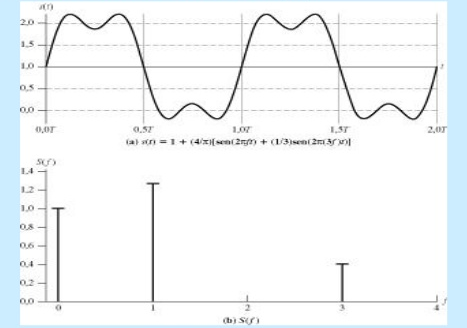 s(t)
2,0
1,5
1,0
0,5
0,0
t
0,0T 0,5T 1,0T 1,5T 2,0T
(a) s(t) = 1 + (4/π)[sen(2πft) + (1/3)sen(2π(3f)t)]
S(f)
1,4
1,2
1,0
0,8
0,6
0,4
0,2
0,0
0 1 2 3 4 f
(b) S(f)